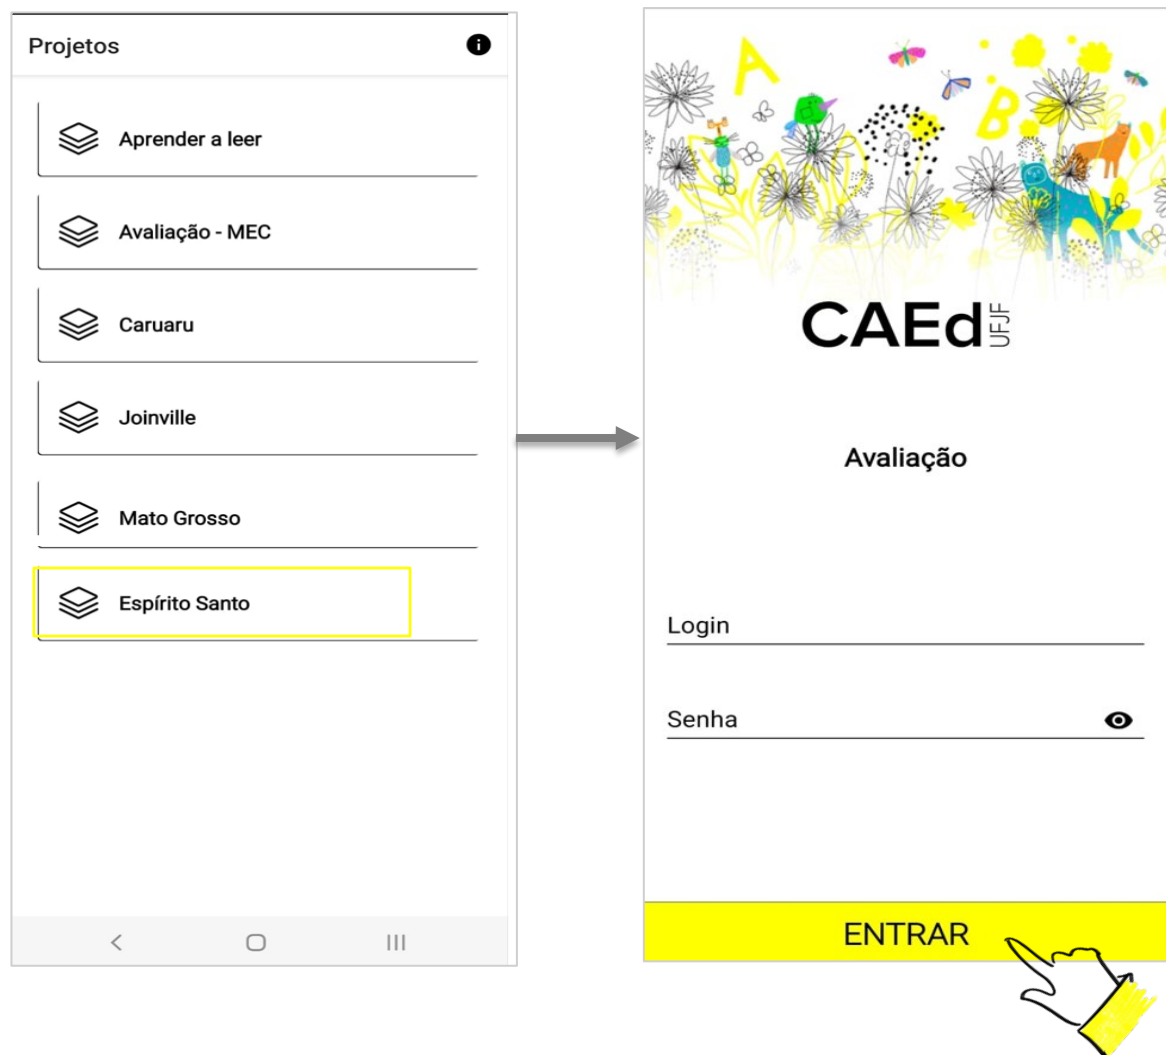 Projetos
Aprender a leer
Avaliação - MEC
Caruaru
Joinville
Mato Grosso
Espírito Santo
A
B
CAEd UFJF
Avaliação
Login
Senha
ENTRAR